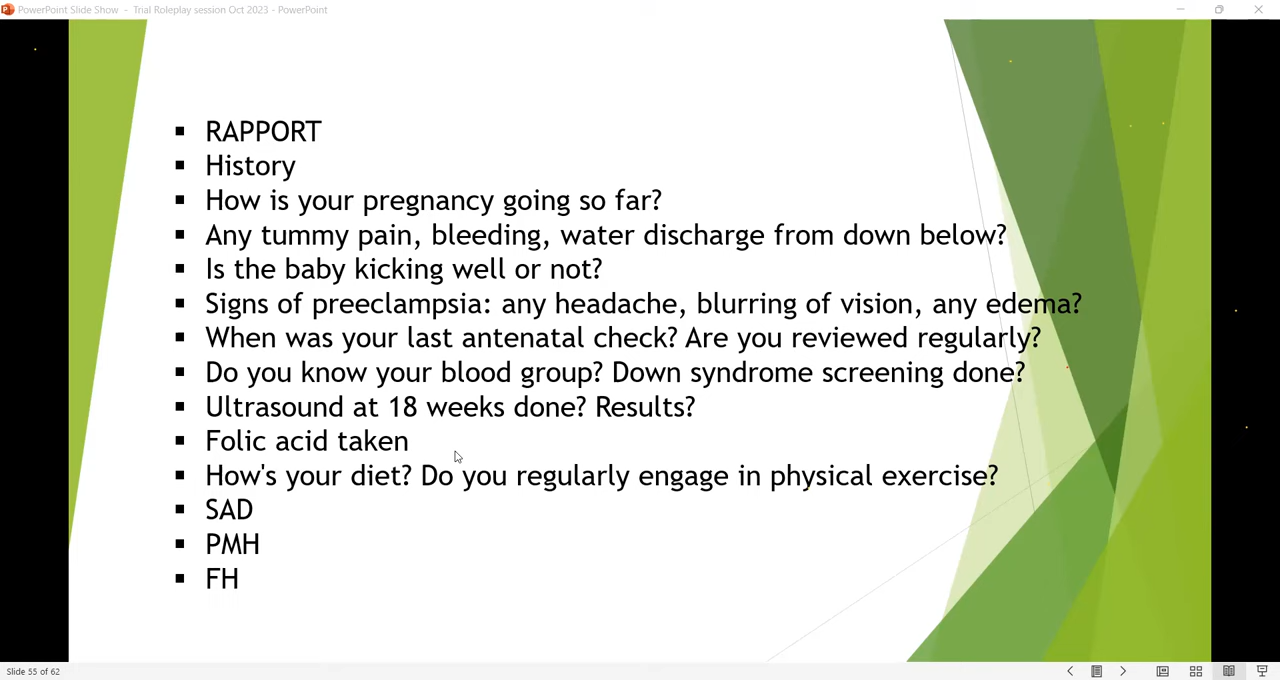 PowerPoint Slide Show - Trial Roleplay session Oct 2023 - PowerPoint
▪ RAPPORT
▪ History
▪ How is your pregnancy going so far?
▪ Any tummy pain, bleeding, water discharge from down below?
▪ Is the baby kicking well or not?
▪ Signs of preeclampsia: any headache, blurring of vision, any edema?
▪ When was your last antenatal check? Are you reviewed regularly?
▪ Do you know your blood group? Down syndrome screening done?
▪ Ultrasound at 18 weeks done? Results?
▪ Folic acid taken
▪ How's your diet? Do you regularly engage in physical exercise?
▪ SAD
▪ PMH
▪ FH
Slide 55 of 62